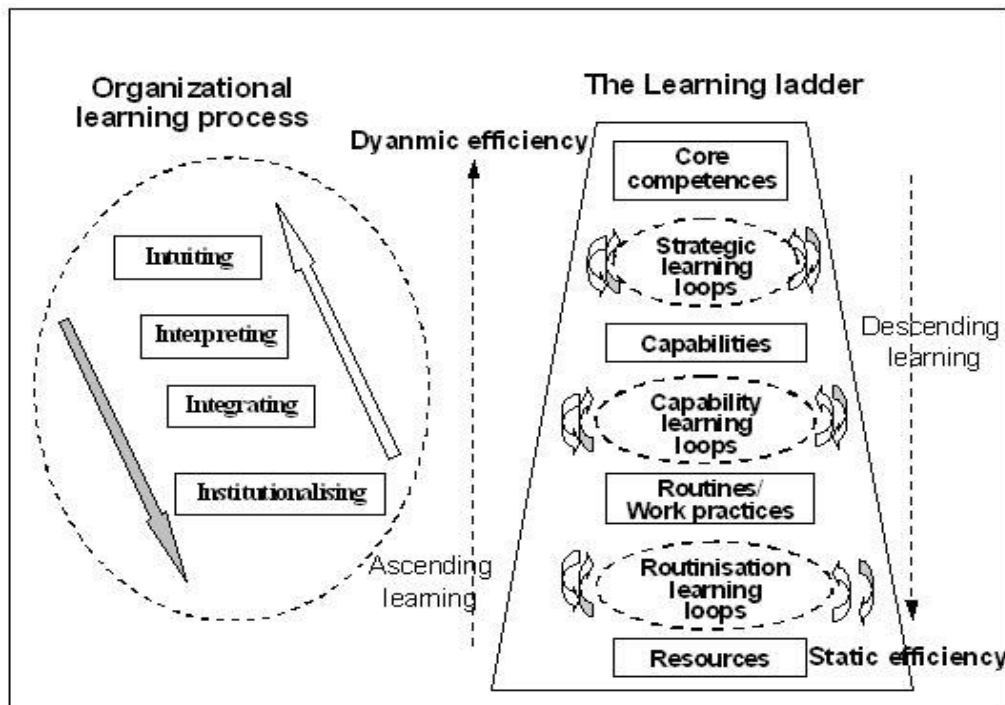 Organizational
learning process
Intuiting
Interpreting
Integrating
Institutionalising
Dyanmic efficiency
Ascending
learning
The Learning ladder
Core
competences
Strategic
learning
loops
Capabilities
Capability
learning
loops
Routines/
Work practices
Routinisation
learning
loops
Resources
Descending
learning
Static efficiency